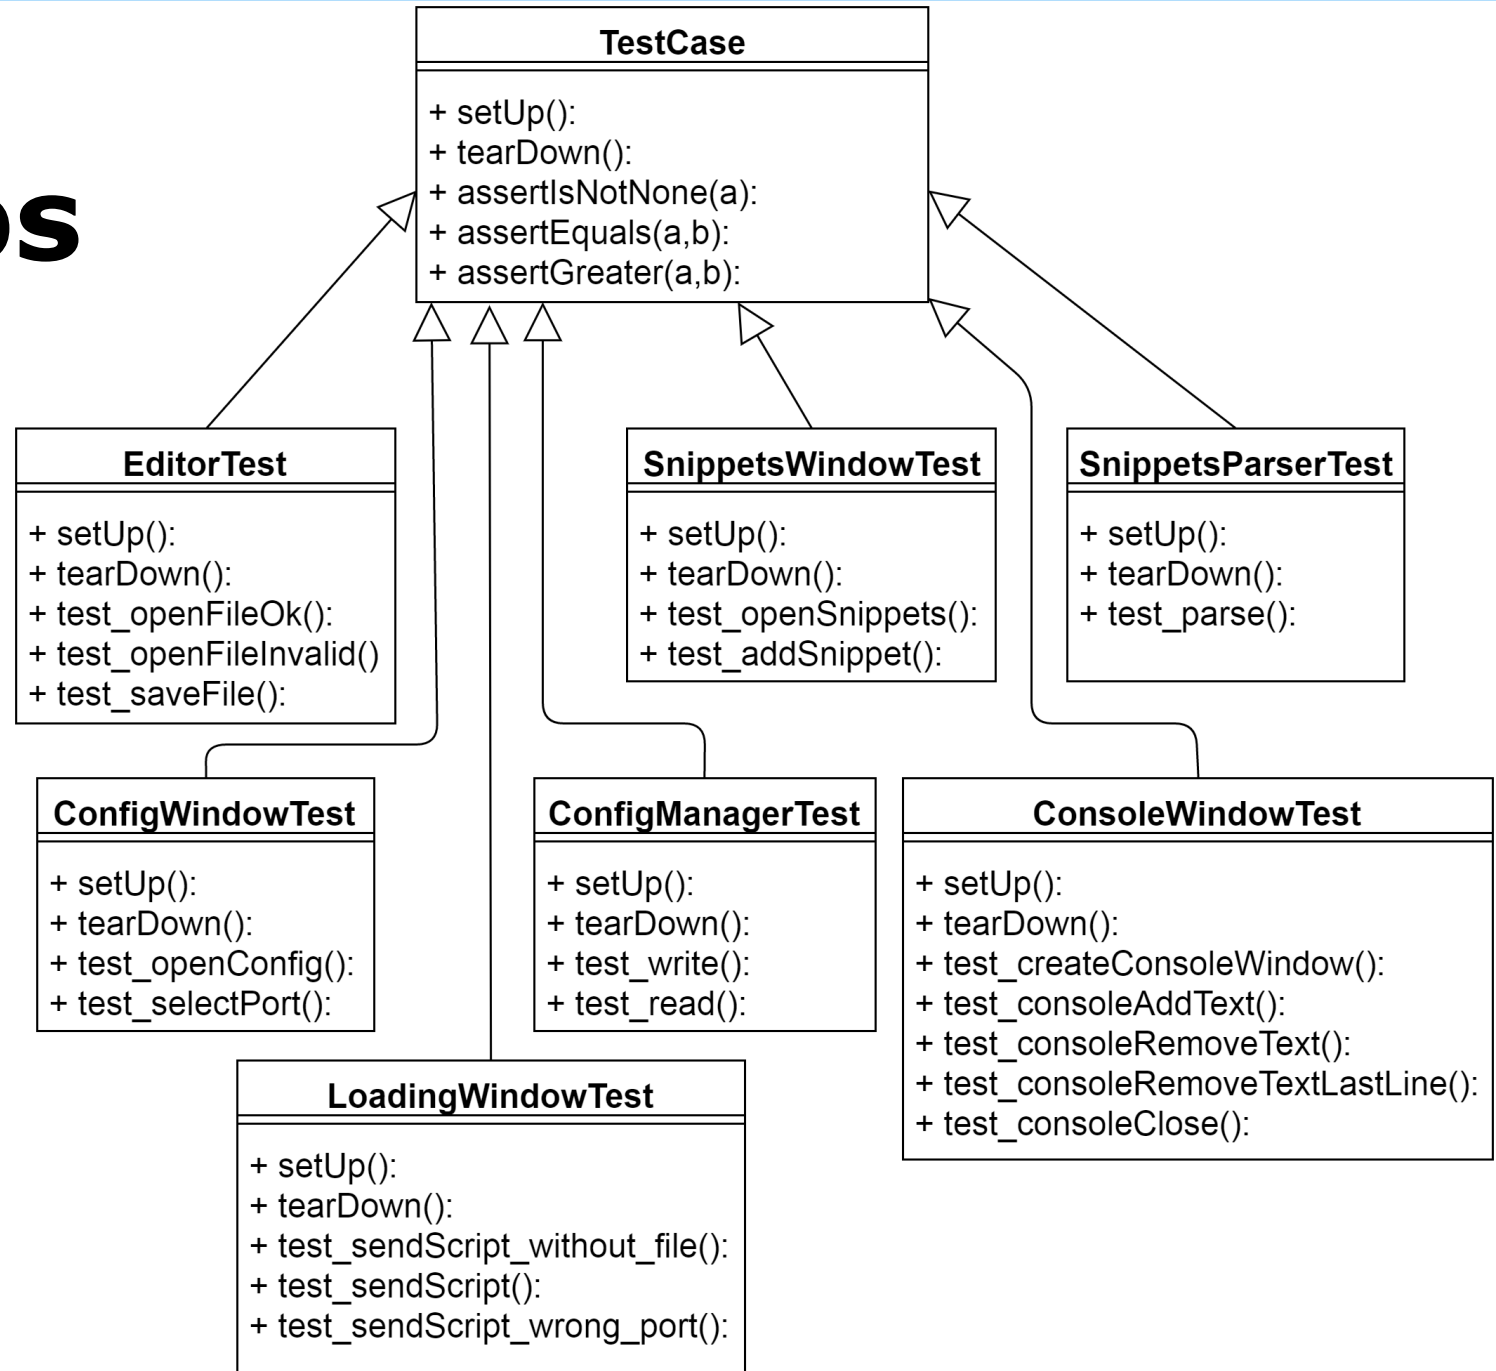 TestCase
+ setUp():
+ tearDown():
+ assertIsNotNone(a):
+ assertEquals(a,b):
+ assertGreater(a,b):
EditorTest
+ setUp():
+ tearDown():
+ test_openFileOk():
+ test_openFileInvalid()
+ test_saveFile():
SnippetsWindowTest
+ setUp():
+ tearDown():
+ test_openSnippets():
+ test_addSnippet():
SnippetsParserTest
+ setUp():
+ tearDown():
+ test_parse():
ConfigWindowTest
+ setUp():
+ tearDown():
+ test_openConfig():
+ test_selectPort():
ConfigManagerTest
+ setUp():
+ tearDown():
+ test_write():
+ test_read():
ConsoleWindowTest
+ setUp():
+ tearDown():
+ test_createConsoleWindow():
+ test_consoleAddText():
+ test_consoleRemoveText():
+ test_consoleRemoveTextLastLine():
+ test_consoleClose():
LoadingWindowTest
+ setUp():
+ tearDown():
+ test_sendScript_without_file():
+ test_sendScript():
+ test_sendScript_wrong_port():